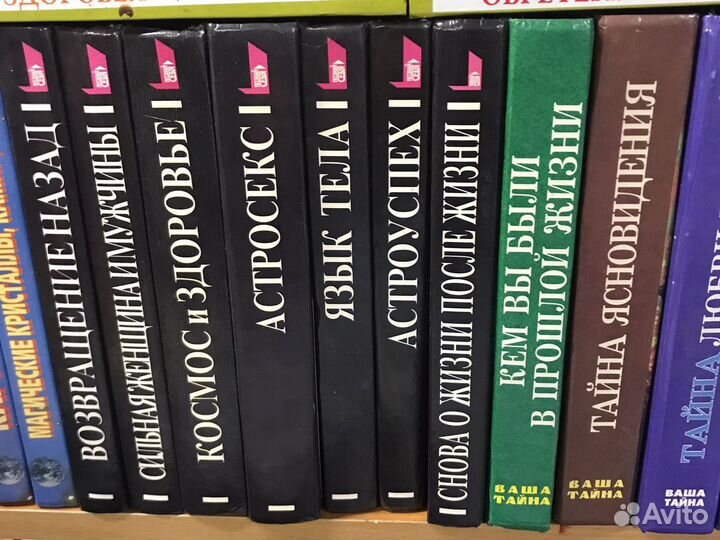 МАГИЧЕСКИЕ КРИСТАЛЛЫ,
ВОЗВРАЩЕНИЕ НАЗАД
СИЛЬНАЯ ЖЕНЩИНА И МУЖЧИНЫ
КОСМОС и ЗДОРОВЬЕ
АСТРОСЕКС
ЯЗЫК ТЕЛА
АСТРОУСПЕХ
СНОВА О ЖИЗНИ ПОСЛЕ ЖИЗНИ
КЕМ ВЫ БЫЛИ
В ПРОШЛОЙ ЖИЗНИ
ВАША
ТАЙНА
ТАЙНА ЯСНОВИДЕНИЯ
ВАША
ТАЙНА
ТАЙНА
ВАША
ТАЙНА
Avito